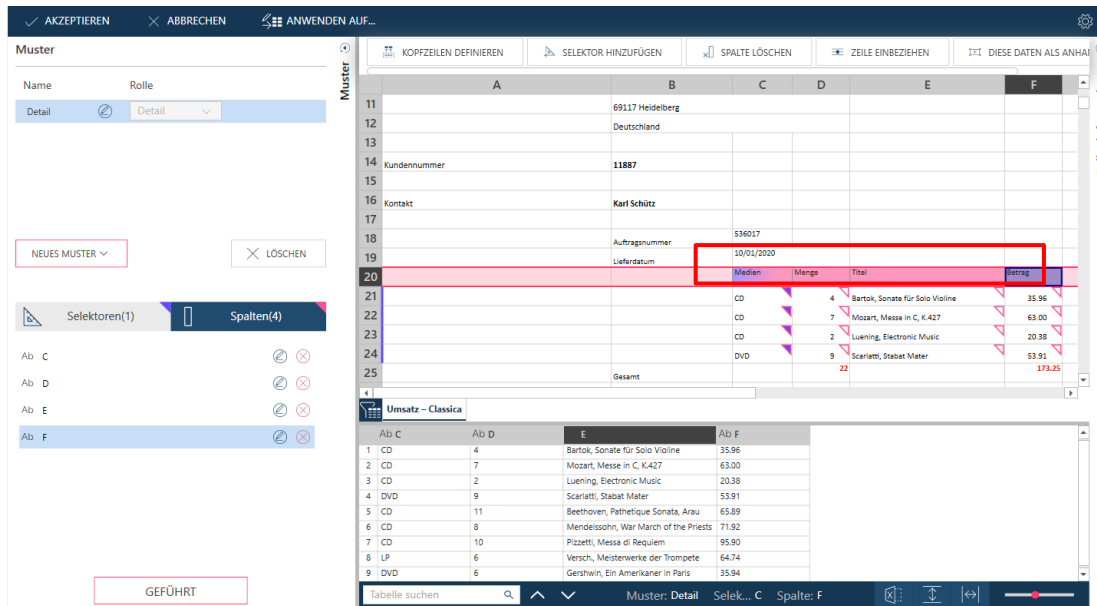 AKZEPTIEREN ABBRECHEN ANWENDEN AUF...
Muster
Name Rolle
Detail Detail
NEUES MUSTER LÖSCHEN
Selektoren(1) Spalten(4)
Ab C
Ab D
Ab E
Ab F
GEFÜHRT
Muster
KOPFZEILEN DEFINIEREN SELEKTOR HINZUFÜGEN SPALTE LÖSCHEN ZEILE EINBEZIEHEN DIESE DATEN ALS ANHA
A B C D E F
11 69117 Heidelberg
12 Deutschland
13
14 Kundennummer 11887
15
16 Kontakt Karl Schütz
17
18 Auftragsnummer 536017
19 Lieferdatum 10/01/2020
20 Medien Menge Titel Betrag
21 CD 4 Bartok, Sonate für Solo Violine 35.96
22 CD 7 Mozart, Messe in C, K.427 63.00
23 CD 2 Luening, Electronic Music 20.38
24 DVD 9 Scarlatti, Stabat Mater 53.91
25 Gesamt 22 173.25
Umsatz – Classica
Ab C Ab D E Ab F
1 CD 4 Bartok, Sonate für Solo Violine 35.96
2 CD 7 Mozart, Messe in C, K.427 63.00
3 CD 2 Luening, Electronic Music 20.38
4 DVD 9 Scarlatti, Stabat Mater 53.91
5 CD 11 Beethoven, Pathetique Sonata, Arau 65.89
6 CD 8 Mendelssohn, War March of the Priests 71.92
7 CD 10 Pizzetti, Messa di Requiem 95.90
8 LP 6 Versch., Meisterwerke der Trompete 64.74
9 DVD 6 Gershwin, Ein Amerikaner in Paris 35.94
Tabelle suchen Muster: Detail Selek... C Spalte: F